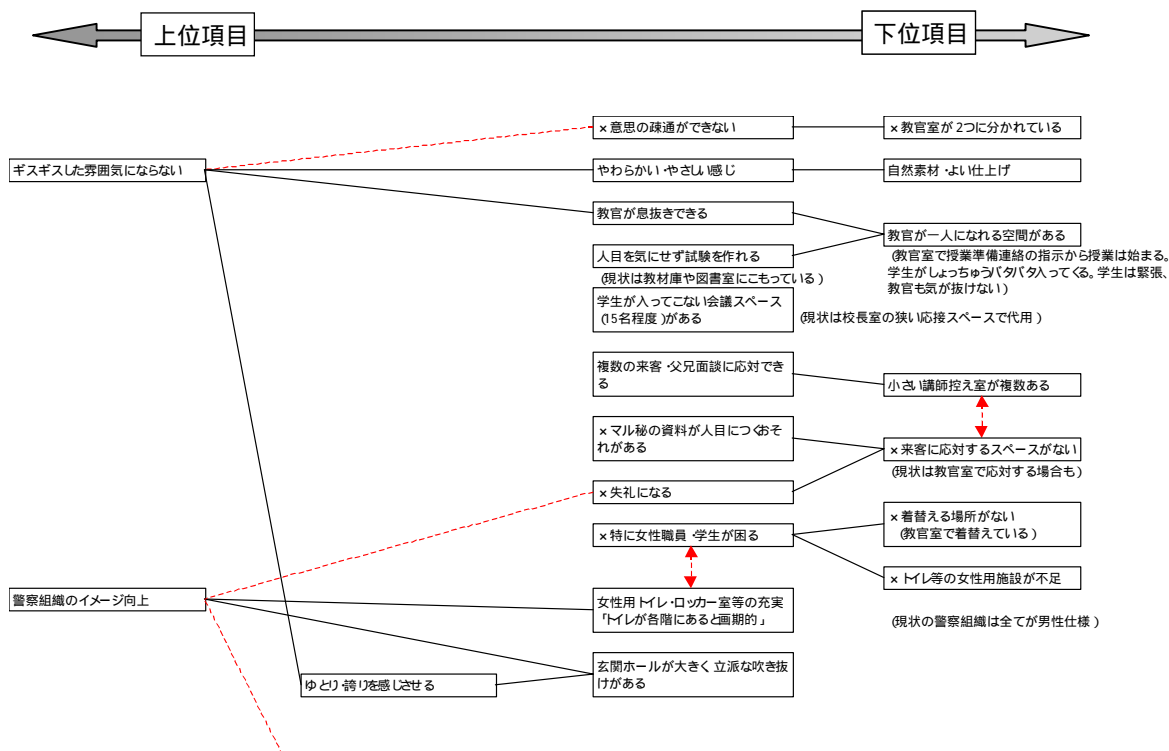 上位項目
下位項目
×意思の疎通ができない
×教官室が2つに分かれている
ギスギスした雰囲気にならない
やわらかい・やさしい感じ
自然素材・よい仕上げ
教官が息抜きできる
教官が一人になれる空間がある
(教官室で授業準備連絡の指示から授業は始まる。
学生がしょっちゅうバタバタ入ってくる。学生は緊張、
教官も気が抜けない)
人目を気にせず試験を作れる
(現状は教材庫や図書室にこもっている)
学生が入ってこない会議スペース
(15名程度)がある
(現状は校長室の狭い応接スペースで代用)
複数の来客・父兄面談に応対でき
る
小さい講師控え室が複数ある
×マル秘の資料が人目につくおそ
れがある
×来客に応対するスペースがない
(現状は教官室で応対する場合も)
×失礼になる
×特に女性職員・学生が困る
×着替える場所がない
(教官室で着替えている)
×トイレ等の女性用施設が不足
警察組織のイメージ向上
女性用トイレ・ロッカー室等の充実
「トイレが各階にあると画期的」
(現状の警察組織は全てが男性仕様)
ゆとり・誇りを感じさせる
玄関ホールが大きく立派な吹き抜
けがある